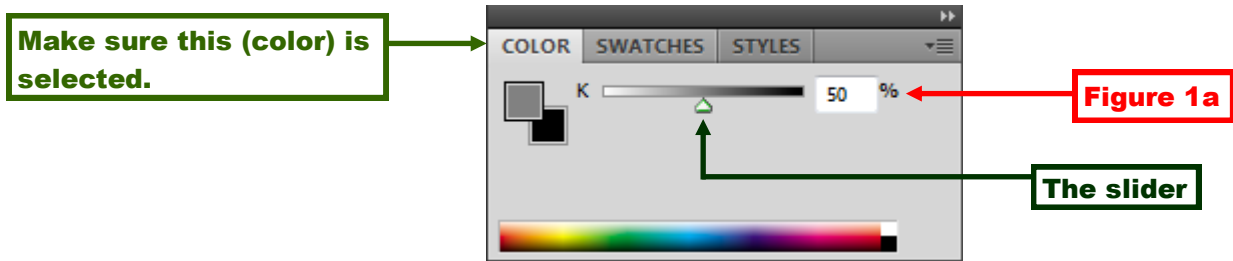 Make sure this (color) is
selected.
COLOR SWATCHES STYLES
K 50 %
Figure 1a
The slider